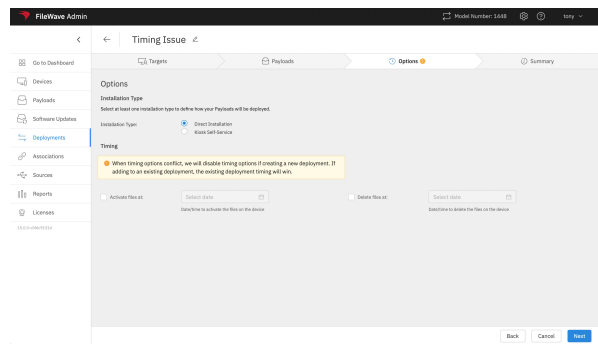 FileWave Admin
Model Number: 1448
tony
Timing Issue
Go to Dashboard
Devices
Payloads
Software Updates
Deployments
Associations
Sources
Reports
Licenses
Targets
Payloads
Options
Summary
Options
Installation Type
Select at least one installation type to define how your Payloads will be deployed.
Installation Type:
Direct Installation
Kiosk Self-Service
Timing
When timing options conflict, we will disable timing options if creating a new deployment. If
adding to an existing deployment, the existing deployment timing will win.
Activate files at:
Select date
Date/time to activate the files on the device
Delete files at:
Select date
Date/time to delete the files on the device
Back
Cancel
Next